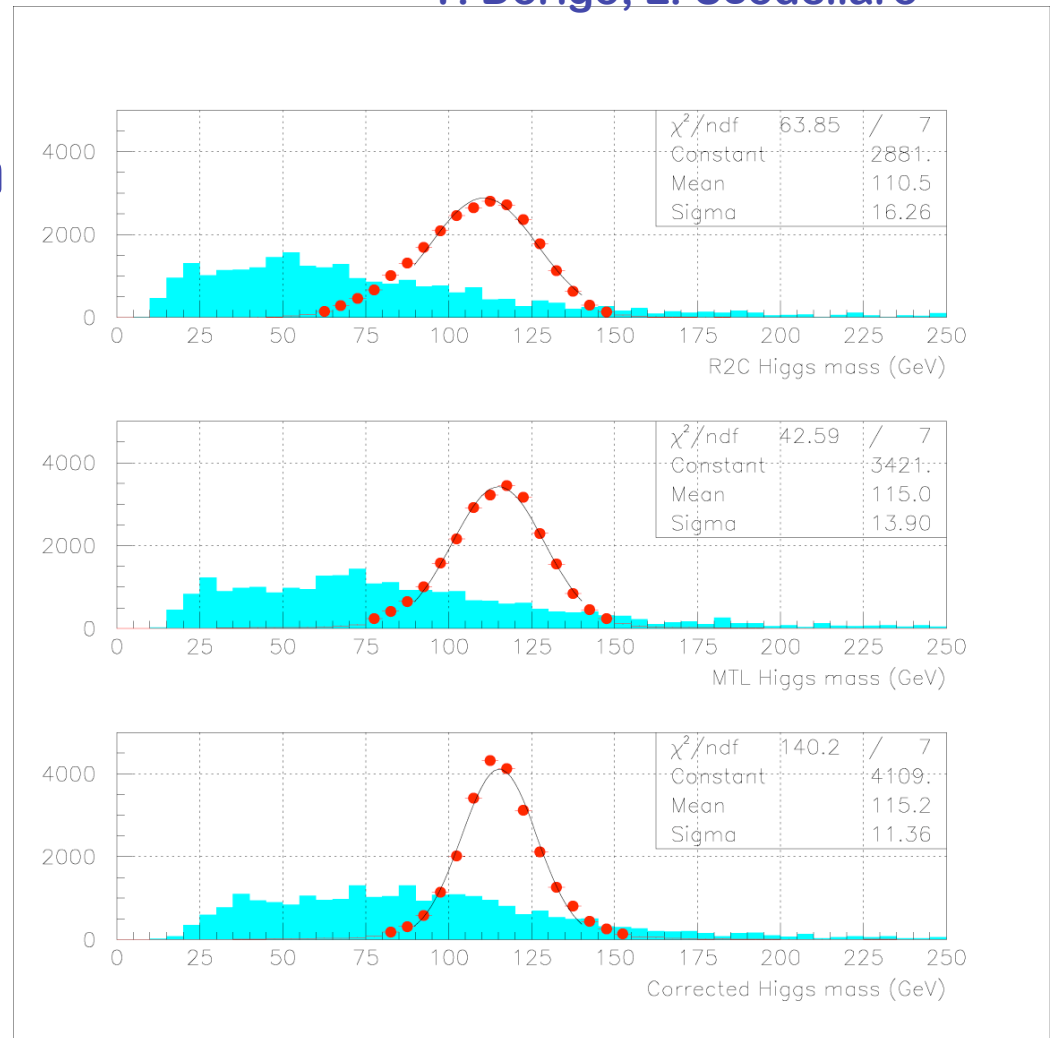 χ²/ndf 63.85 / 7
Constant 2881.
Mean 110.5
Sigma 16.26
4000
2000
0
0 25 50 75 100 125 150 175 200 225 250
R2C Higgs mass (GeV)
χ²/ndf 42.59 / 7
Constant 3421.
Mean 115.0
Sigma 13.90
4000
2000
0
0 25 50 75 100 125 150 175 200 225 250
MTL Higgs mass (GeV)
χ²/ndf 140.2 / 7
Constant 4109.
Mean 115.2
Sigma 11.36
4000
2000
0
0 25 50 75 100 125 150 175 200 225 250
Corrected Higgs mass (GeV)